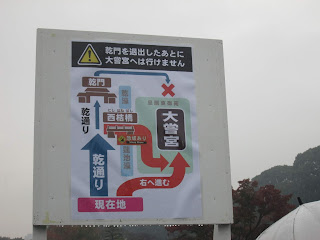 乾門を退出したあとに
大嘗宮へは行けません
乾門
乾通り
西桔橋
大嘗宮
乾通り
右へ進む
現在地